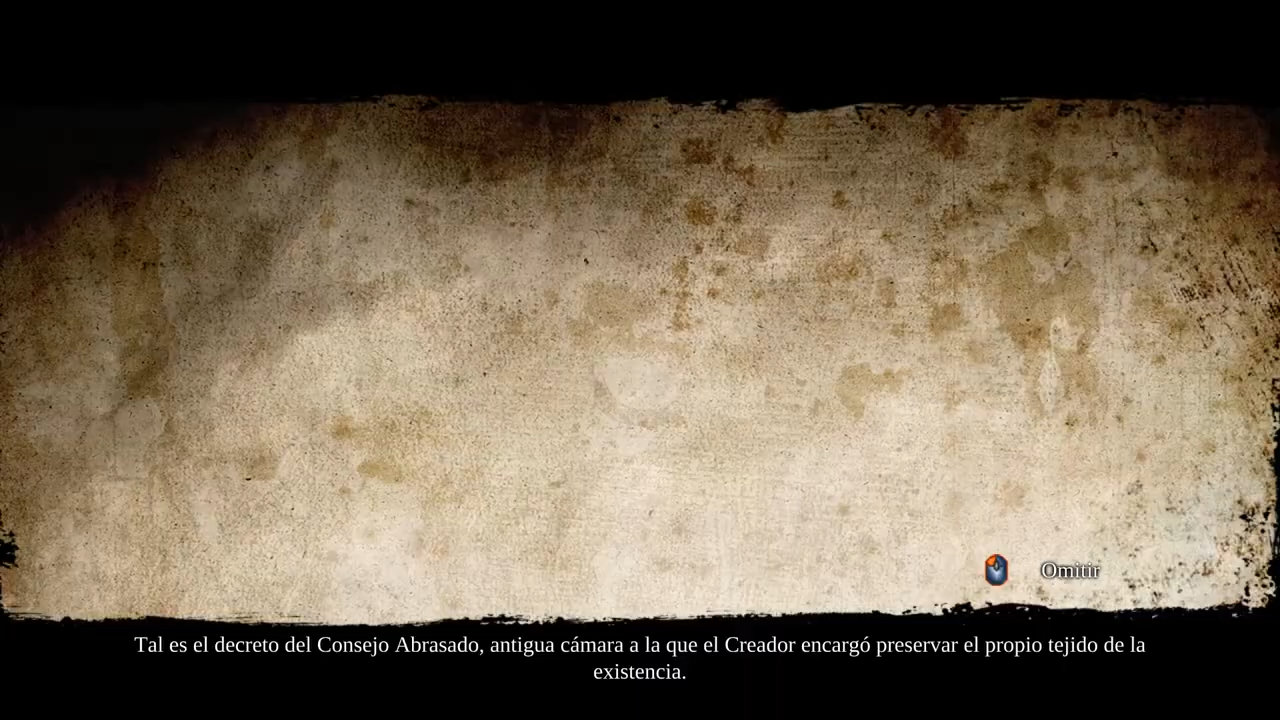 Omitir
Tal es el decreto del Consejo Abrasado, antigua cámara a la que el Creador encargó preservar el propio tejido de la
existencia.